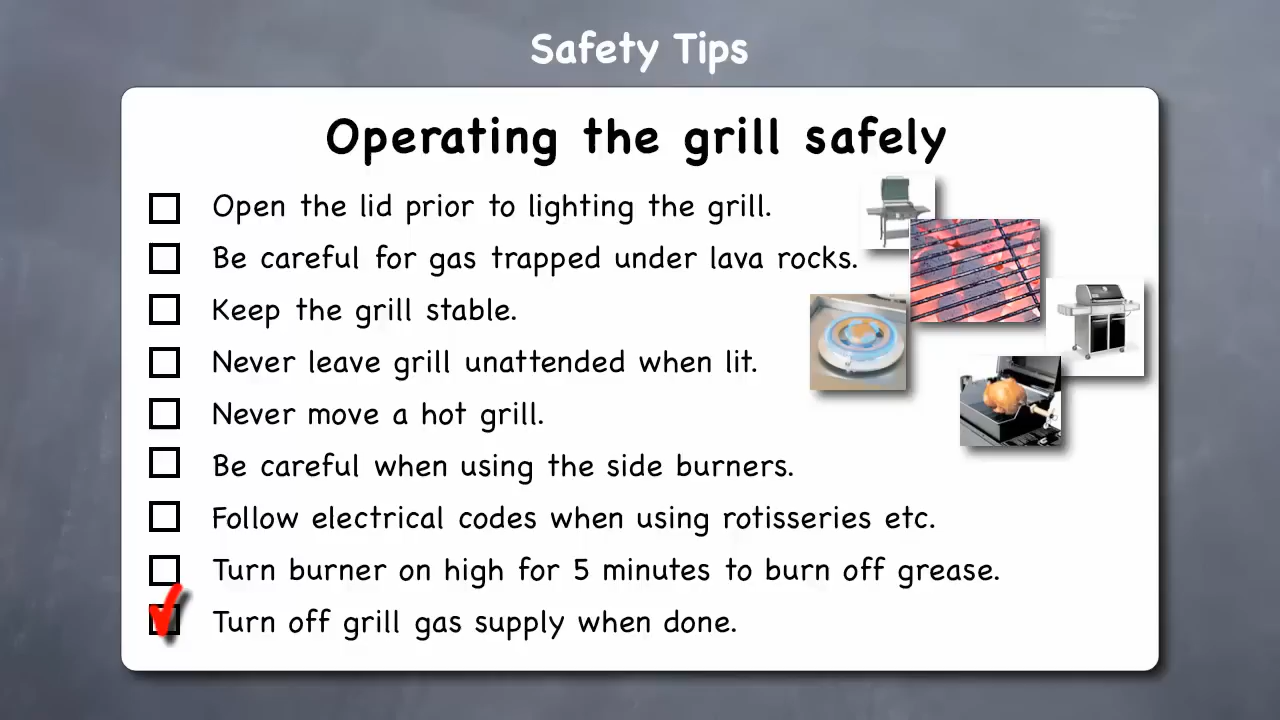 Safety Tips
Operating the grill safely
Open the lid prior to lighting the grill.
Be careful for gas trapped under lava rocks.
Keep the grill stable.
Never leave grill unattended when lit.
Never move a hot grill.
Be careful when using the side burners.
Follow electrical codes when using rotisseries etc.
Turn burner on high for 5 minutes to burn off grease.
Turn off grill gas supply when done.